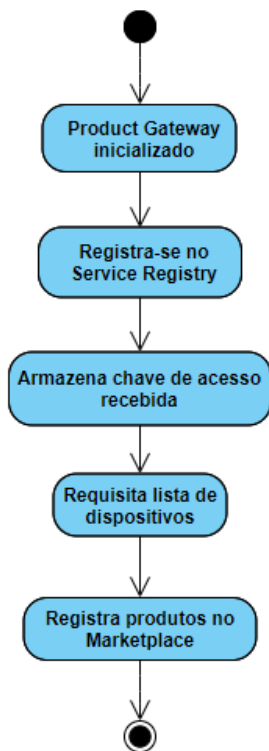 Product Gateway
inicializado
Registra-se no
Service Registry
Armazena chave de acesso
recebida
Requisita lista de
dispositivos
Registra produtos no
Marketplace